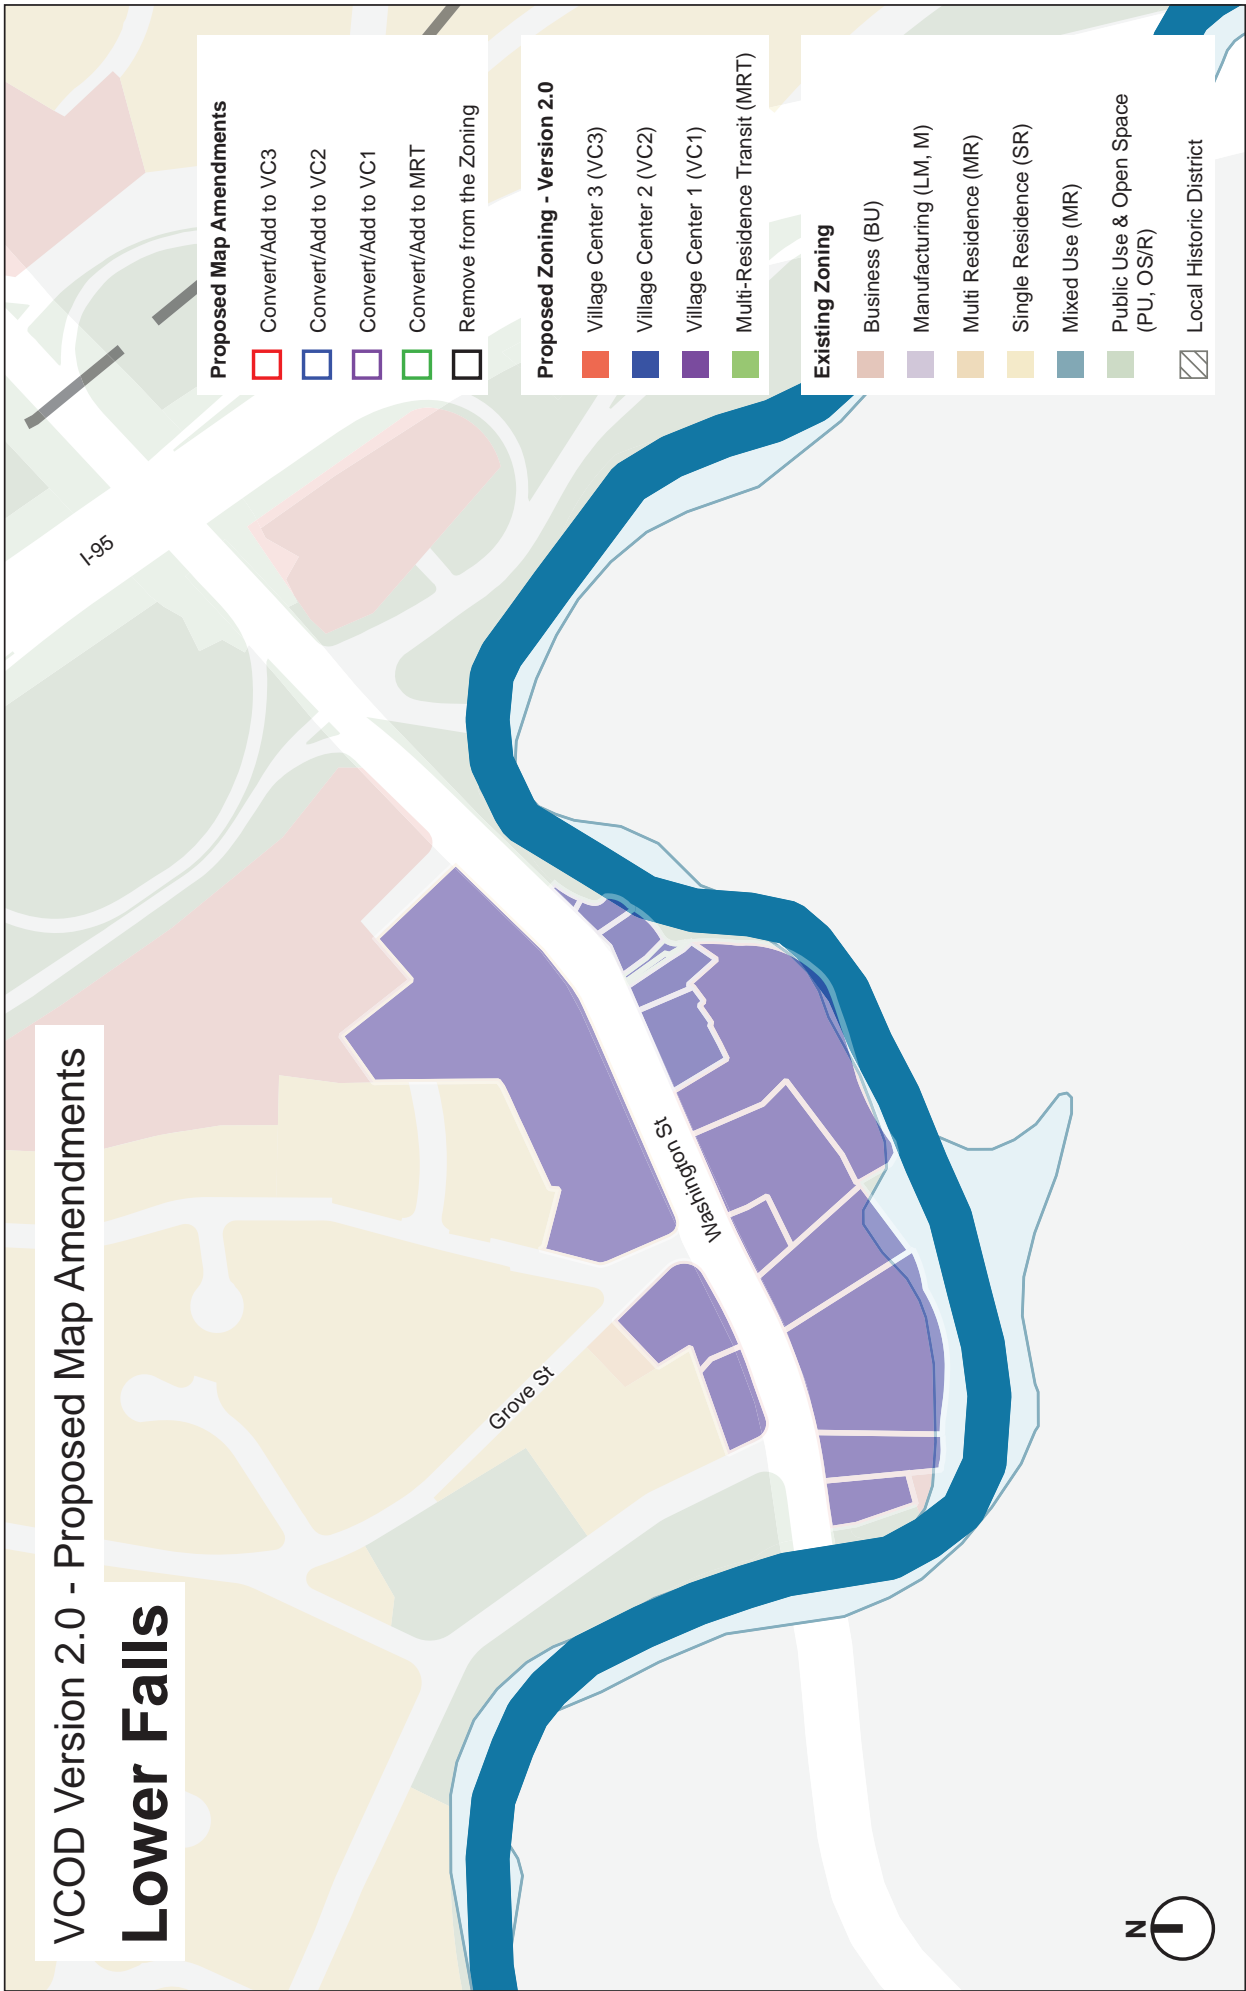 VCOD Version 2.0 - Proposed Map Amendments
Lower Falls
Proposed Map Amendments
Convert/Add to VC3
Convert/Add to VC2
Convert/Add to VC1
Convert/Add to MRT
Remove from the Zoning
Proposed Zoning - Version 2.0
Village Center 3 (VC3)
Village Center 2 (VC2)
Village Center 1 (VC1)
Multi-Residence Transit (MRT)
Existing Zoning
Business (BU)
Manufacturing (LM, M)
Multi Residence (MR)
Single Residence (SR)
Mixed Use (MR)
Public Use & Open Space
(PU, OS/R)
Local Historic District
I-95
Washington St
Grove St
N